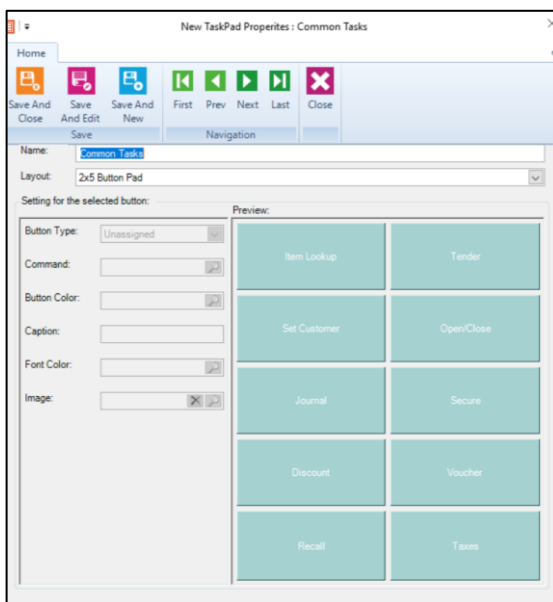 New TaskPad Properites : Common Tasks
Home
Save And Close
Save And Edit
Save And New
First
Prev
Next
Last
Close
Save
Navigation
Name: Common Tasks
Layout: 2x5 Button Pad
Setting for the selected button:
Preview:
Button Type: Unassigned
Command:
Button Color:
Caption:
Font Color:
Image:
Item Lookup
Tender
Set Customer
Open/Close
Journal
Secure
Discount
Voucher
Recall
Taxes